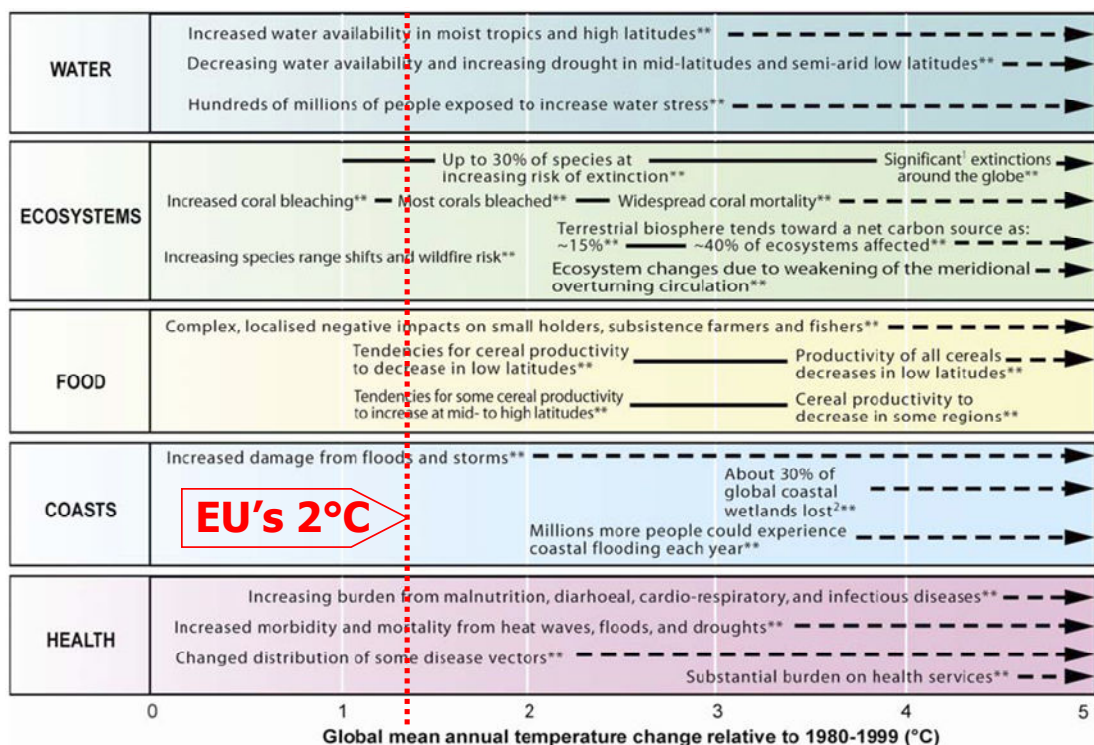 WATER
Increased water availability in moist tropics and high latitudes**
Decreasing water availability and increasing drought in mid-latitudes and semi-arid low latitudes**
Hundreds of millions of people exposed to increase water stress**
ECOSYSTEMS
Up to 30% of species at
increasing risk of extinction**
Significant¹ extinctions
around the globe**
Increased coral bleaching**
Most corals bleached**
Widespread coral mortality**
Terrestrial biosphere tends toward a net carbon source as:
~15%**
~40% of ecosystems affected**
Increasing species range shifts and wildfire risk**
Ecosystem changes due to weakening of the meridional
overturning circulation**
FOOD
Complex, localised negative impacts on small holders, subsistence farmers and fishers**
Tendencies for cereal productivity
to decrease in low latitudes**
Productivity of all cereals
decreases in low latitudes**
Tendencies for some cereal productivity
to increase at mid- to high latitudes**
Cereal productivity to
decrease in some regions**
COASTS
Increased damage from floods and storms**
About 30% of
global coastal
wetlands lost²**
EU's 2°C
Millions more people could experience
coastal flooding each year**
HEALTH
Increasing burden from malnutrition, diarhoeal, cardio-respiratory, and infectious diseases**
Increased morbidity and mortality from heat waves, floods, and droughts**
Changed distribution of some disease vectors**
Substantial burden on health services**
0 1 2 3 4 5
Global mean annual temperature change relative to 1980-1999 (°C)